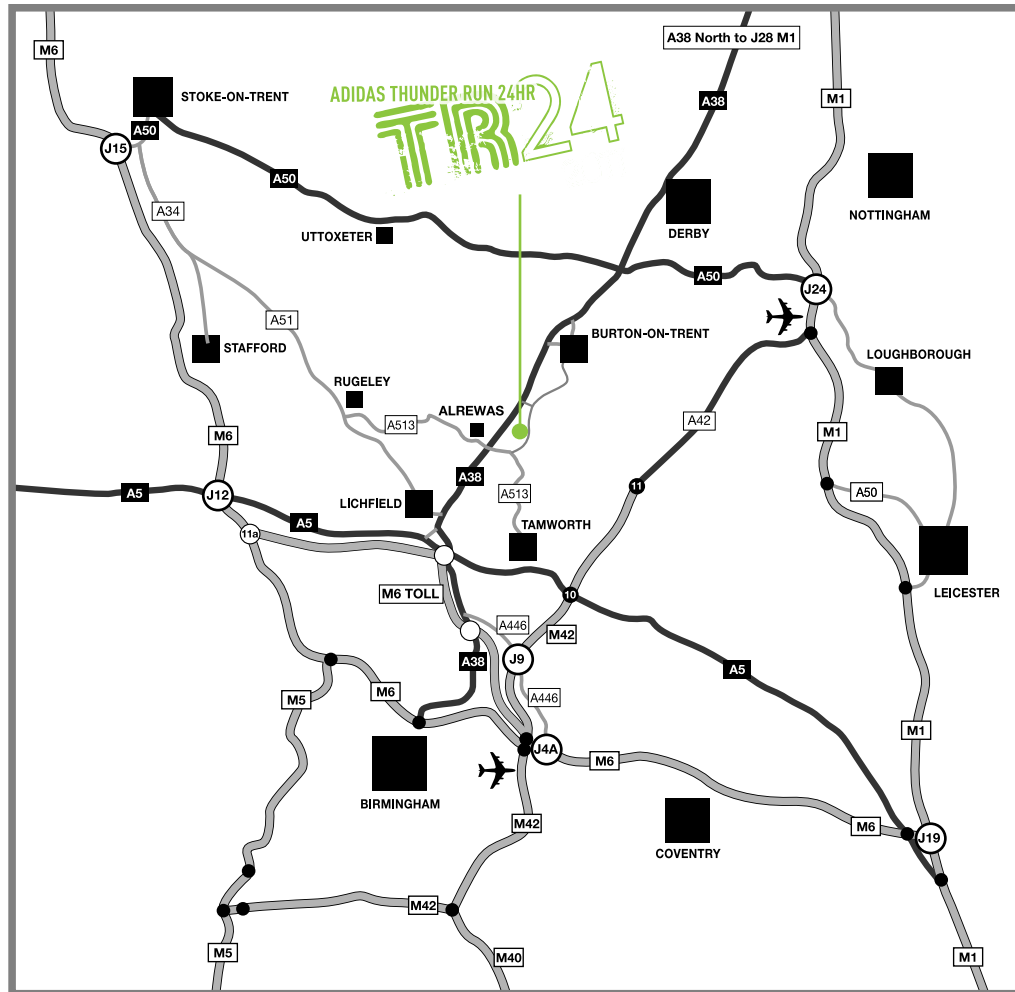 A38 North to J28 M1
M6
ADIDAS THUNDER RUN 24HR
TR24
STOKE-ON-TRENT
A38
M1
A50
J15
A50
A34
NOTTINGHAM
UTTOXETER
DERBY
A50
J24
A51
STAFFORD
BURTON-ON-TRENT
LOUGHBOROUGH
RUGELEY
ALREWAS
A513
A42
M6
M1
A38
A5
J12
LICHFIELD
A513
11
A50
A5
TAMWORTH
11a
M6 TOLL
10
LEICESTER
A446
M42
A38
J9
A5
M5
M6
A446
M1
J4A
M6
BIRMINGHAM
M42
M6
J19
COVENTRY
M42
M5
M40
M1